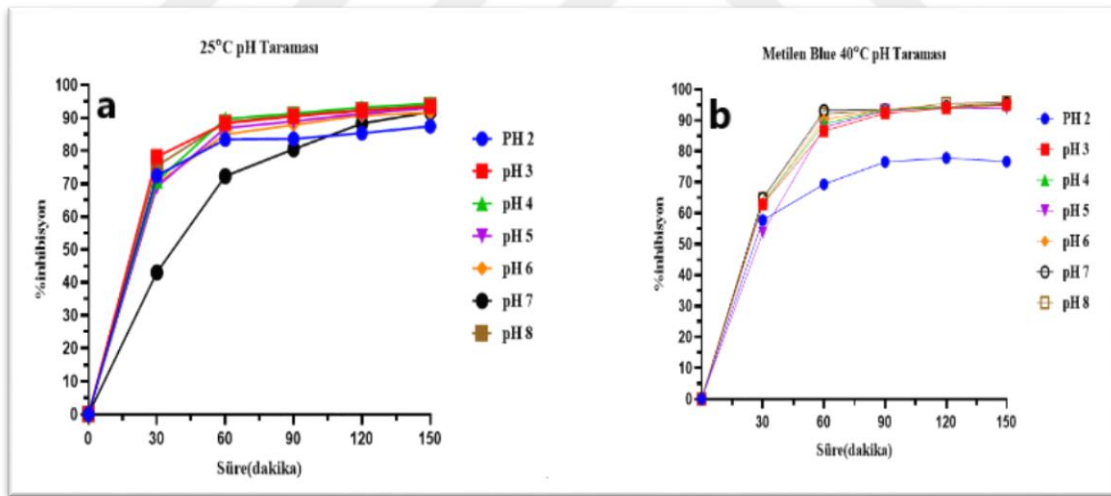 25°C pH Taraması
a
%inhibisyon
100
90
80
70
60
50
40
30
20
10
0
0 30 60 90 120 150
Süre(dakika)
PH 2
pH 3
pH 4
pH 5
pH 6
pH 7
pH 8
Metilen Blue 40°C pH Taraması
b
%inhibisyon
100
90
80
70
60
50
40
30
20
10
0
30 60 90 120 150
Süre(dakika)
PH 2
pH 3
pH 4
pH 5
pH 6
pH 7
pH 8